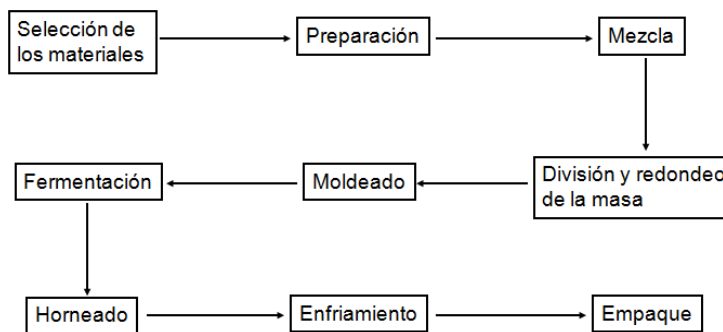 Selección de
los materiales
Preparación
Mezcla
División y redondeo
de la masa
Moldeado
Fermentación
Horneado
Enfriamiento
Empaque